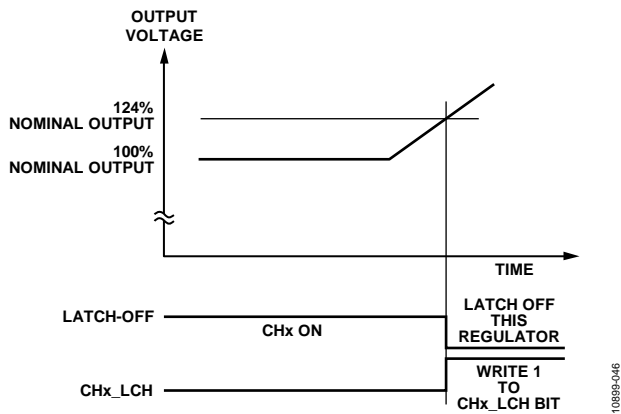 OUTPUT
VOLTAGE
124%
NOMINAL OUTPUT
100%
NOMINAL OUTPUT
TIME
LATCH-OFF
CHx ON
LATCH OFF
THIS
REGULATOR
CHx_LCH
WRITE 1
TO
CHx_LCH BIT
10899-046